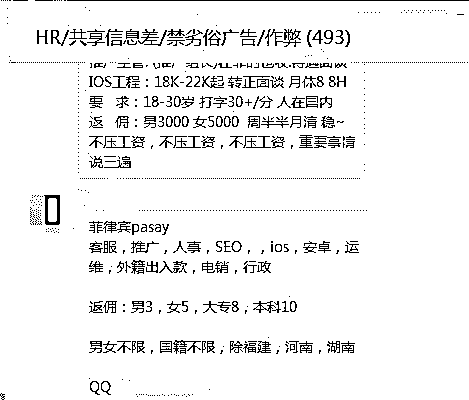 HR/共享信息差/禁劣俗广告/作弊 (493)
IOS工程：18K-22K起 转正面谈 月休8 8H
要　求：18-30岁 打字30+/分 人在国内
返　佣：男3000 女5000  周半半月清 稳~
不压工资，不压工资，不压工资，重要事情
说三遍
菲律宾pasay
客服，推广，人事，SEO，，ios，安卓，运
维，外籍出入款，电销，行政
返佣：男3，女5，大专8，本科10
男女不限，国籍不限，除福建，河南，湖南
QQ